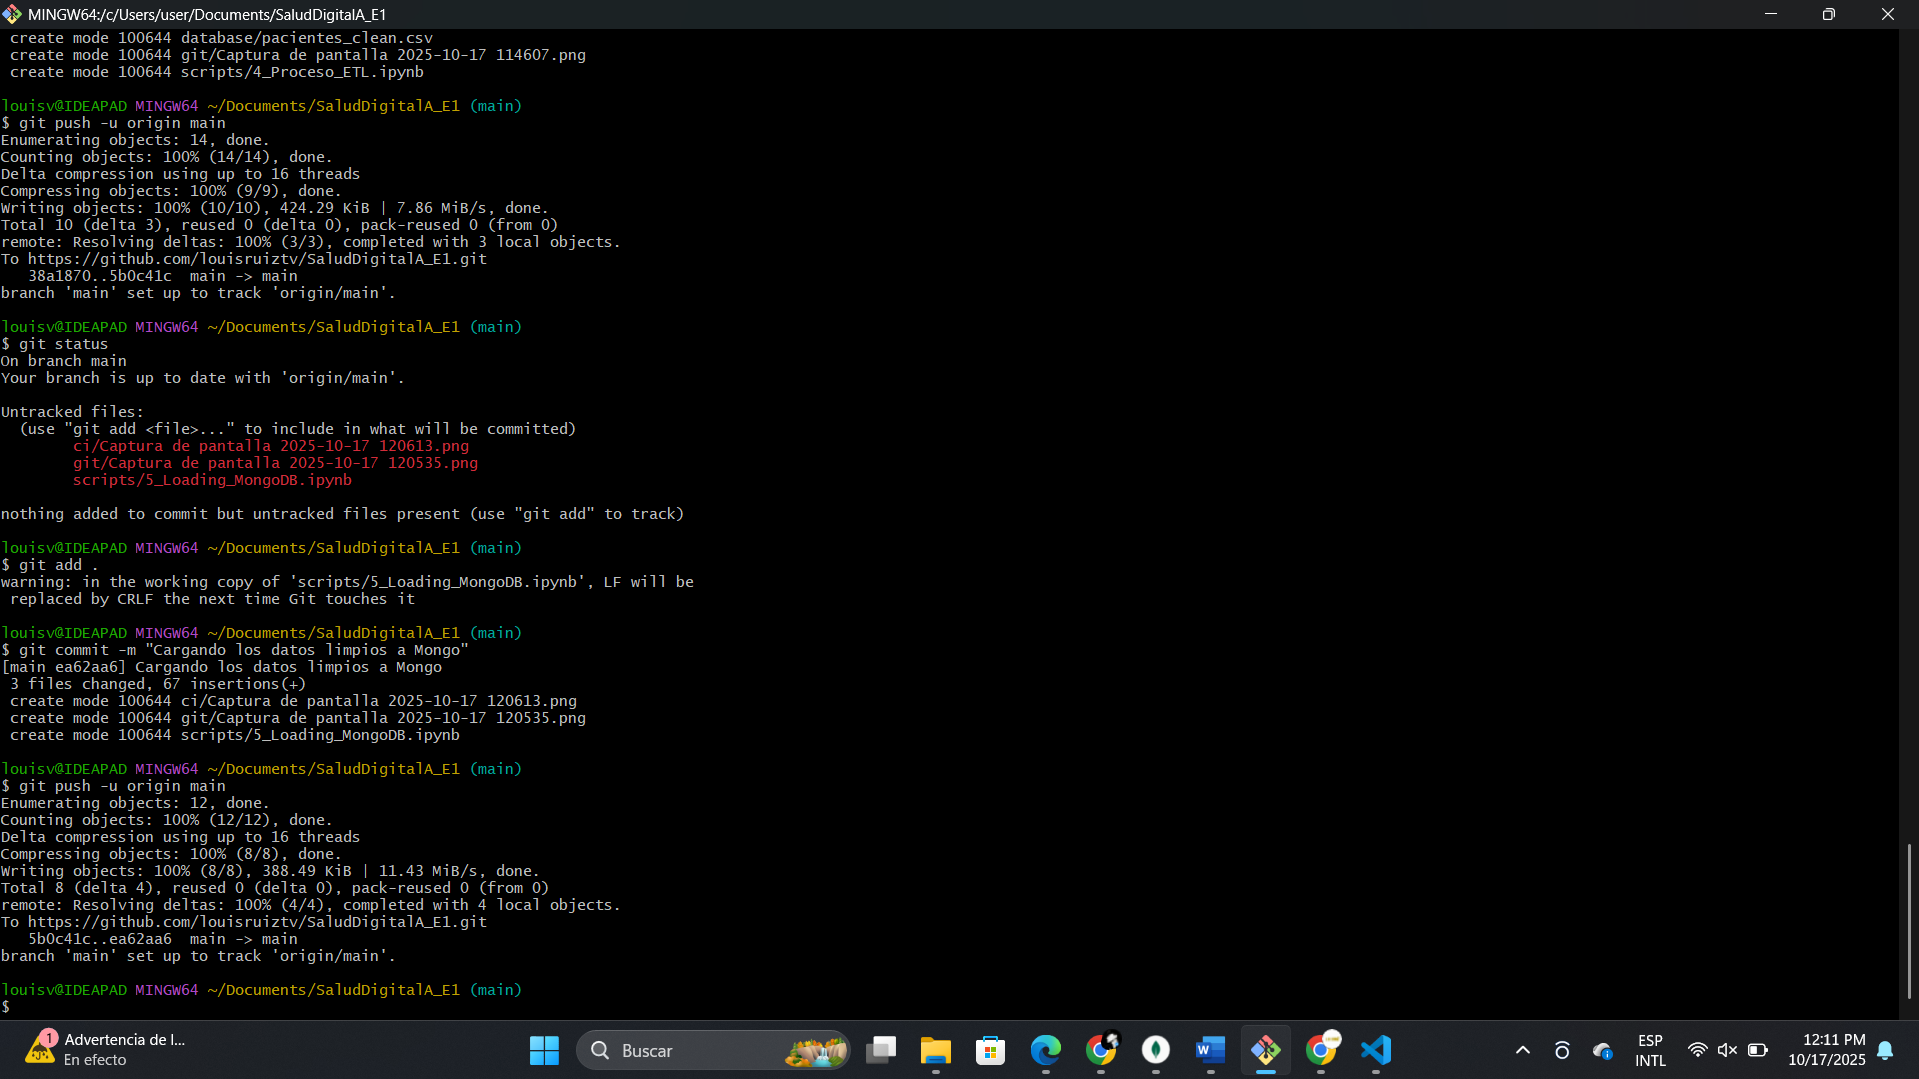 MINGW64:/c/Users/user/Documents/SaludDigitalA_E1
create mode 100644 database/pacientes_clean.csv
create mode 100644 git/Captura de pantalla 2025-10-17 114607.png
create mode 100644 scripts/4_Proceso_ETL.ipynb
louisv@IDEAPAD MINGW64 ~/Documents/SaludDigitalA_E1 (main)
$ git push -u origin main
Enumerating objects: 14, done.
Counting objects: 100% (14/14), done.
Delta compression using up to 16 threads
Compressing objects: 100% (9/9), done.
Writing objects: 100% (10/10), 424.29 KiB | 7.86 MiB/s, done.
Total 10 (delta 3), reused 0 (delta 0), pack-reused 0 (from 0)
remote: Resolving deltas: 100% (3/3), completed with 3 local objects.
To https://github.com/louisruiztv/SaludDigitalA_E1.git
38a1870..5b0c41c  main -> main
branch 'main' set up to track 'origin/main'.
louisv@IDEAPAD MINGW64 ~/Documents/SaludDigitalA_E1 (main)
$ git status
On branch main
Your branch is up to date with 'origin/main'.
Untracked files:
(use "git add <file>..." to include in what will be committed)
ci/Captura de pantalla 2025-10-17 120613.png
git/Captura de pantalla 2025-10-17 120535.png
scripts/5_Loading_MongoDB.ipynb
nothing added to commit but untracked files present (use "git add" to track)
louisv@IDEAPAD MINGW64 ~/Documents/SaludDigitalA_E1 (main)
$ git add .
warning: in the working copy of 'scripts/5_Loading_MongoDB.ipynb', LF will be
replaced by CRLF the next time Git touches it
louisv@IDEAPAD MINGW64 ~/Documents/SaludDigitalA_E1 (main)
$ git commit -m "Cargando los datos limpios a Mongo"
[main ea62aa6] Cargando los datos limpios a Mongo
3 files changed, 67 insertions(+)
create mode 100644 ci/Captura de pantalla 2025-10-17 120613.png
create mode 100644 git/Captura de pantalla 2025-10-17 120535.png
create mode 100644 scripts/5_Loading_MongoDB.ipynb
louisv@IDEAPAD MINGW64 ~/Documents/SaludDigitalA_E1 (main)
$ git push -u origin main
Enumerating objects: 12, done.
Counting objects: 100% (12/12), done.
Delta compression using up to 16 threads
Compressing objects: 100% (8/8), done.
Writing objects: 100% (8/8), 388.49 KiB | 11.43 MiB/s, done.
Total 8 (delta 4), reused 0 (delta 0), pack-reused 0 (from 0)
remote: Resolving deltas: 100% (4/4), completed with 4 local objects.
To https://github.com/louisruiztv/SaludDigitalA_E1.git
5b0c41c..ea62aa6  main -> main
branch 'main' set up to track 'origin/main'.
louisv@IDEAPAD MINGW64 ~/Documents/SaludDigitalA_E1 (main)
$
1
Advertencia de l...
En efecto
Buscar
W
ESP
INTL
12:11 PM
10/17/2025